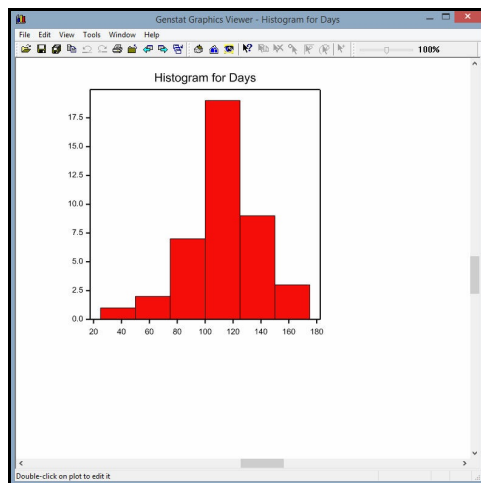 Genstat Graphics Viewer - Histogram for Days
File Edit View Tools Window Help
100%
Histogram for Days
17.5
15.0
12.5
10.0
7.5
5.0
2.5
0.0
20 40 60 80 100 120 140 160 180
Double-click on plot to edit it